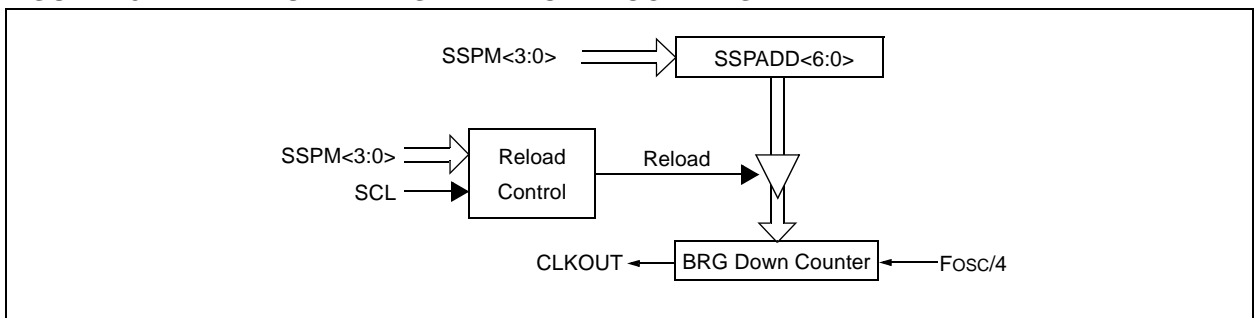 SSPM<3:0>
SSPADD<6:0>
SSPM<3:0>
Reload
Control
Reload
SCL
CLKOUT
BRG Down Counter
FOSC/4